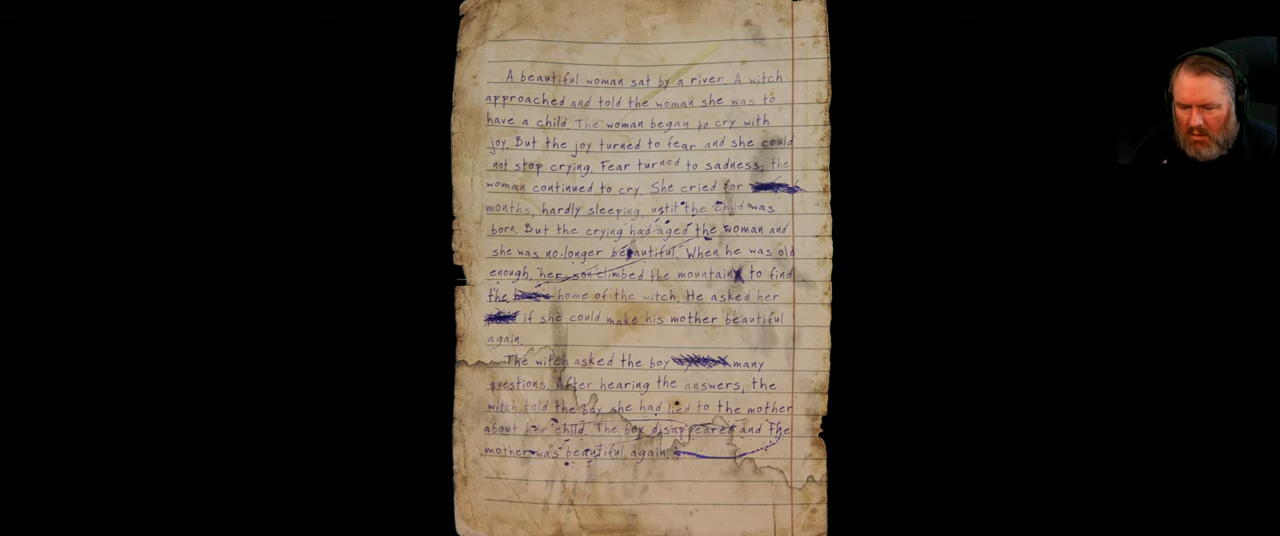 A beautiful woman sat by a river. A witch
approached and told the woman she was to
have a child. The woman began to cry with
joy. But the joy turned to fear and she could
not stop crying. Fear turned to sadness; the
woman continued to cry. She cried for
months, hardly sleeping, until the child was
born. But the crying had aged the woman and
she was no-longer beautiful. When he was old
enough, her son climbed the mountain to find
the home of the witch. He asked her
if she could make his mother beautiful
again.
The witch asked the boy many
questions. After hearing the answers, the
witch told the boy she had lied to the mother
about her child. The boy disappeared and the
mother was beautiful again.